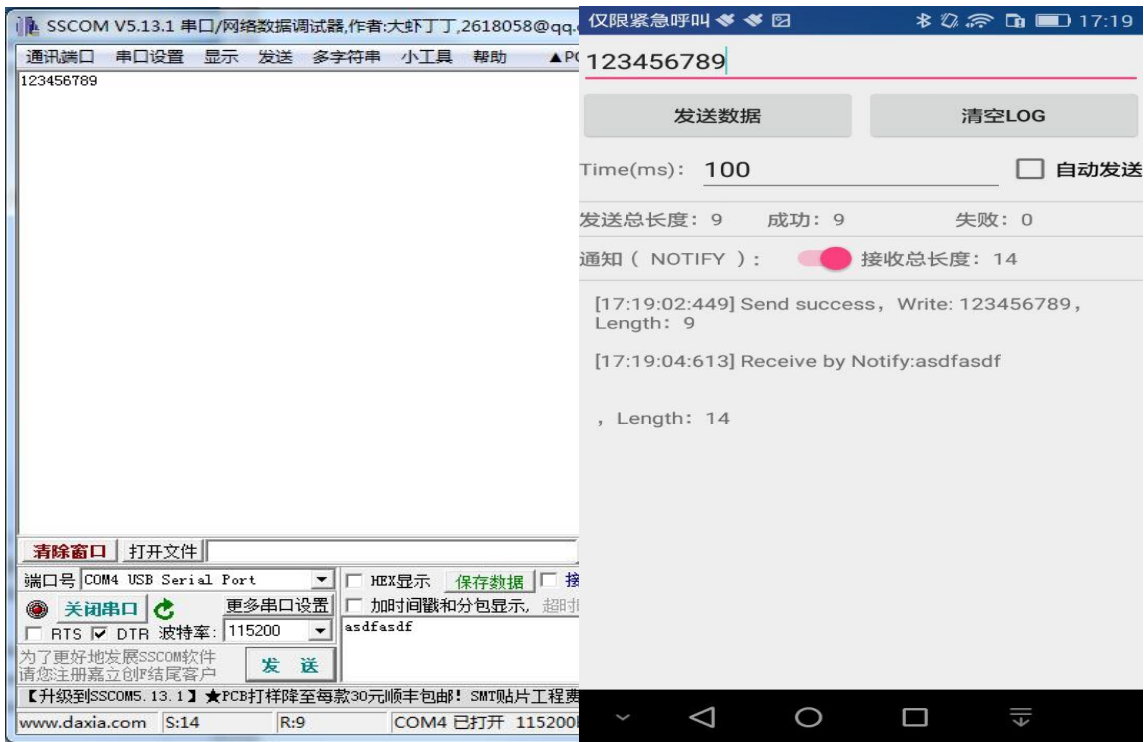 SSCOM V5.13.1 串口/网络数据调试器,作者:大虾丁丁,2618058@qq.
通讯端口 串口设置 显示 发送 多字符串 小工具 帮助 ▲PC
123456789
清除窗口 打开文件
端口号 COM4 USB Serial Port HEX显示 保存数据 接
关闭串口 更多串口设置 加时间戳和分包显示, 超时
RTS DTR 波特率: 115200 asdfasdf
为了更好地发展SSCOM软件
请您注册嘉立创F结尾客户
发 送
【升级到SSCOM5.13.1】★PCB打样降至每款30元顺丰包邮! SMT贴片工程费
www.daxia.com S:14 R:9 COM4 已打开 115200
仅限紧急呼叫 17:19
123456789
发送数据 清空LOG
Time(ms): 100 自动发送
发送总长度: 9 成功: 9 失败: 0
通知 ( NOTIFY ) : 接收总长度: 14
[17:19:02:449] Send success, Write: 123456789,
Length: 9
[17:19:04:613] Receive by Notify:asdfasdf
, Length: 14